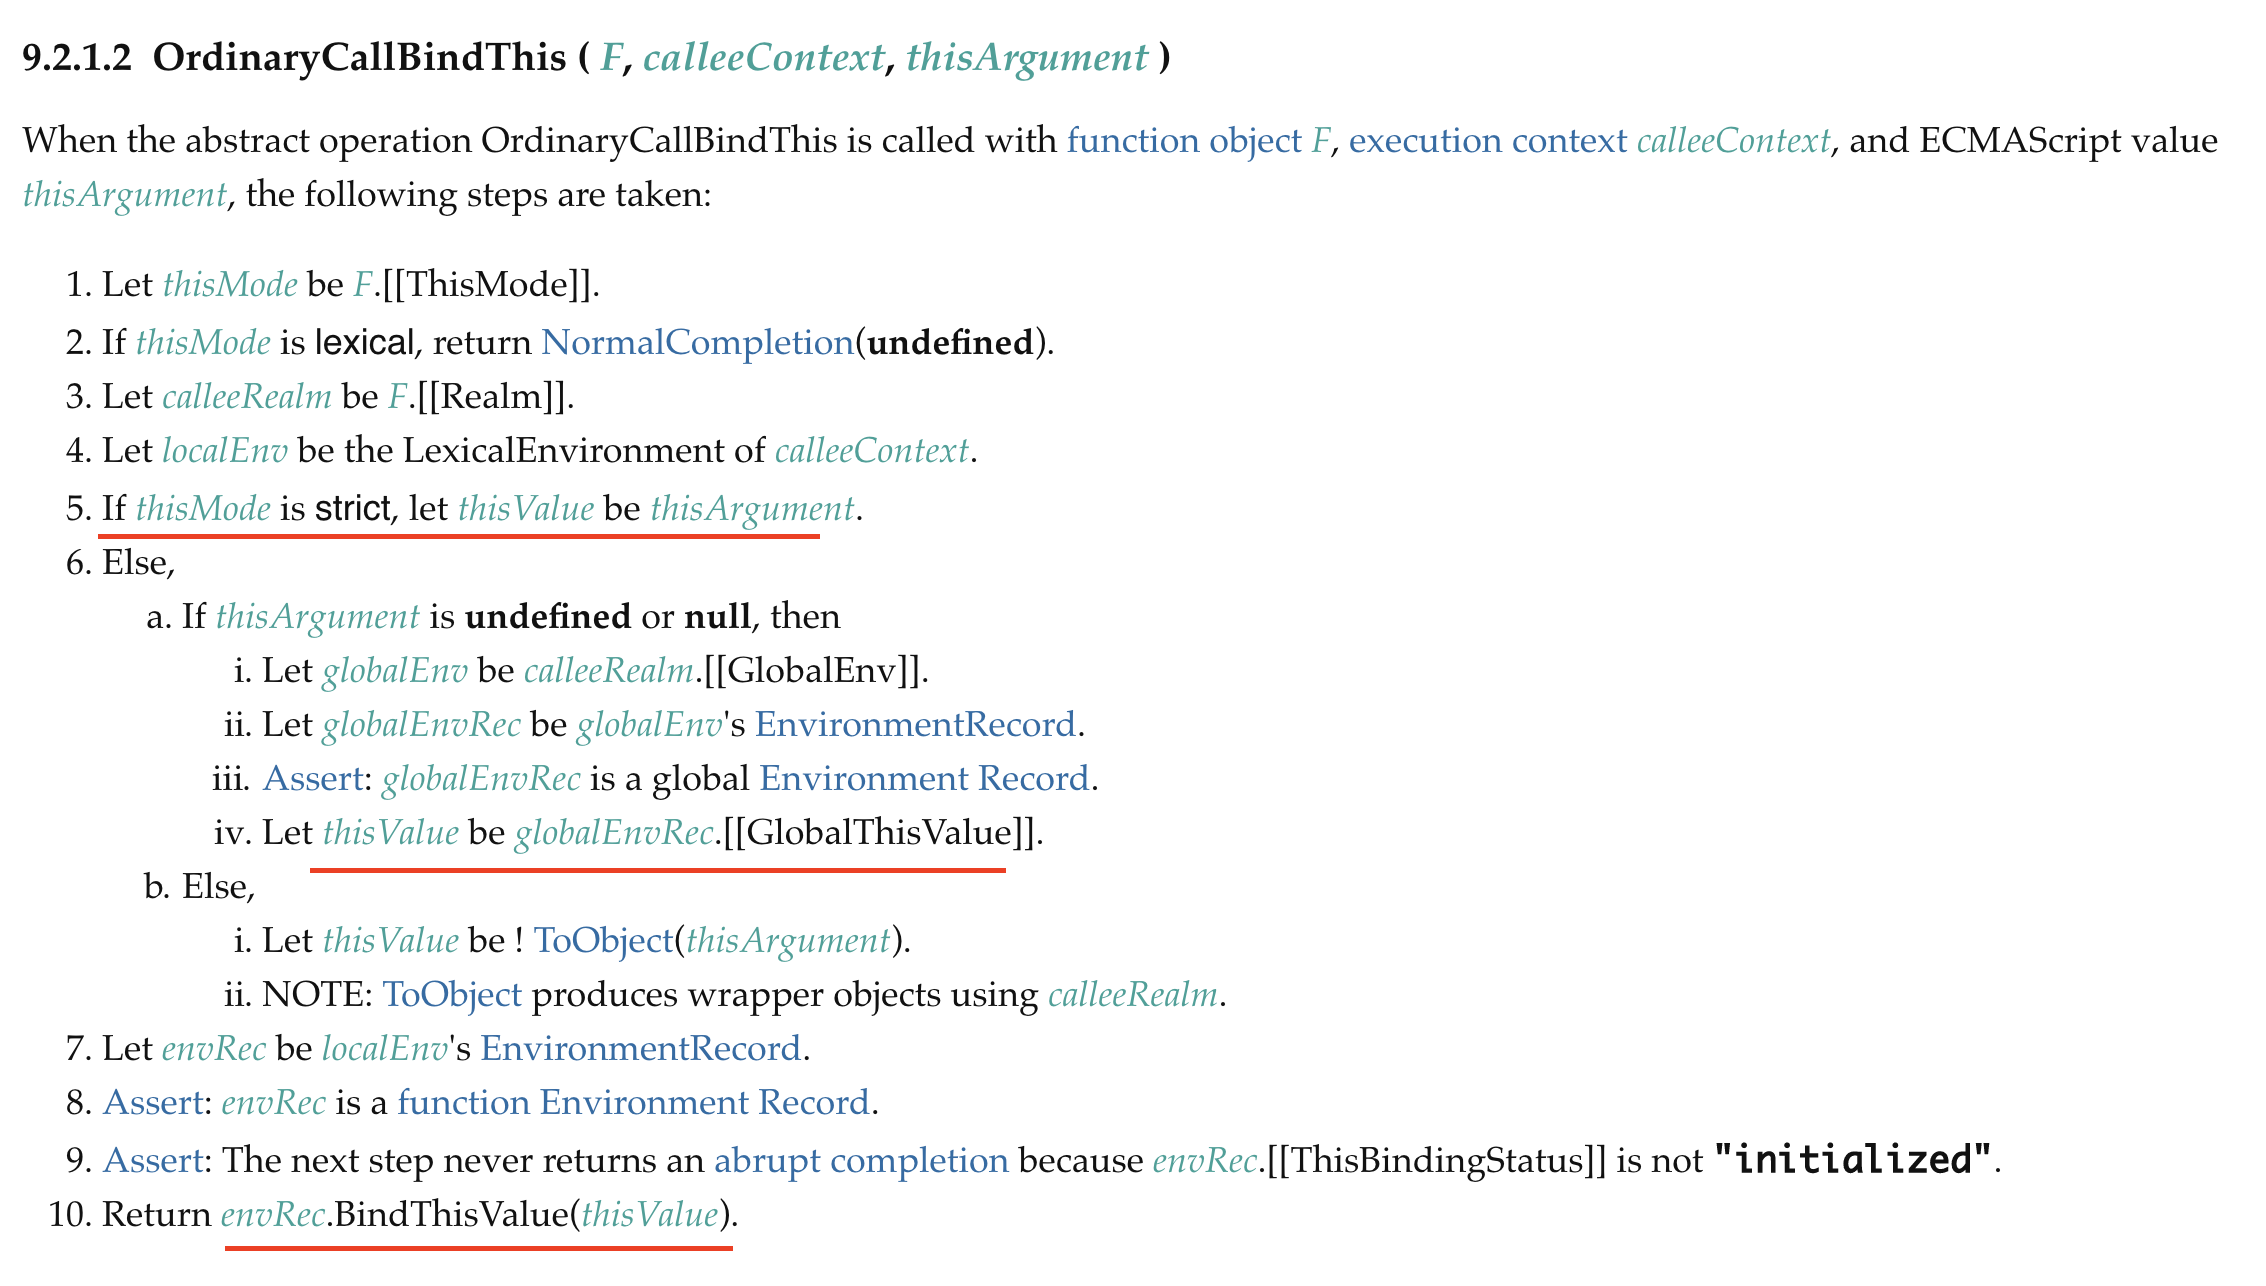 9.2.1.2 OrdinaryCallBindThis ( F, calleeContext, thisArgument )
When the abstract operation OrdinaryCallBindThis is called with function object F, execution context calleeContext, and ECMAScript value
thisArgument, the following steps are taken:
1. Let thisMode be F.[[ThisMode]].
2. If thisMode is lexical, return NormalCompletion(undefined).
3. Let calleeRealm be F.[[Realm]].
4. Let localEnv be the LexicalEnvironment of calleeContext.
5. If thisMode is strict, let thisValue be thisArgument.
6. Else,
a. If thisArgument is undefined or null, then
i. Let globalEnv be calleeRealm.[[GlobalEnv]].
ii. Let globalEnvRec be globalEnv's EnvironmentRecord.
iii. Assert: globalEnvRec is a global Environment Record.
iv. Let thisValue be globalEnvRec.[[GlobalThisValue]].
b. Else,
i. Let thisValue be ! ToObject(thisArgument).
ii. NOTE: ToObject produces wrapper objects using calleeRealm.
7. Let envRec be localEnv's EnvironmentRecord.
8. Assert: envRec is a function Environment Record.
9. Assert: The next step never returns an abrupt completion because envRec.[[ThisBindingStatus]] is not "initialized".
10. Return envRec.BindThisValue(thisValue).